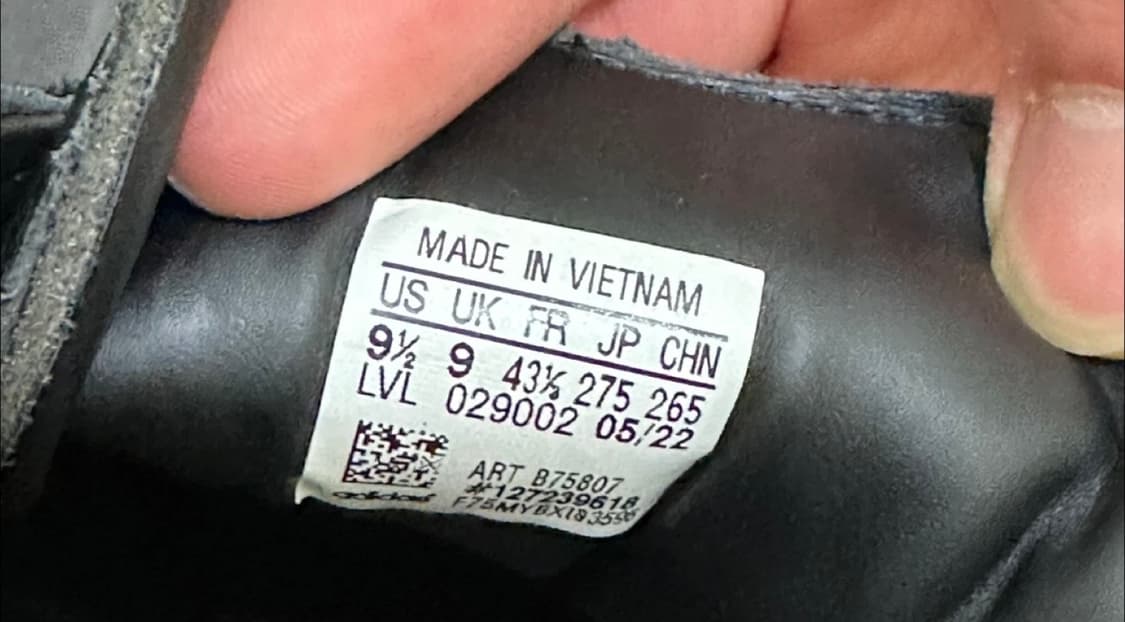 MADE IN VIETNAM
US UK FR JP CHN
9½ 9 43⅓ 275 265
LVL 029002 05/22
ART B75807
#127239618
adidas